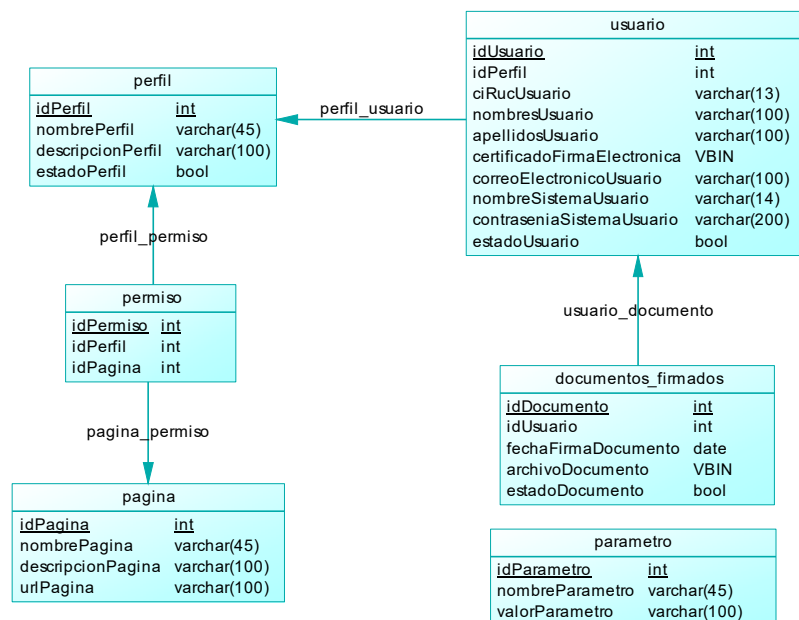 usuario
idUsuario int
idPerfil int
ciRucUsuario varchar(13)
nombresUsuario varchar(100)
apellidosUsuario varchar(100)
certificadoFirmaElectronica VBIN
correoElectronicoUsuario varchar(100)
nombreSistemaUsuario varchar(14)
contraseniaSistemaUsuario varchar(200)
estadoUsuario bool
perfil
idPerfil int
nombrePerfil varchar(45)
descripcionPerfil varchar(100)
estadoPerfil bool
perfil_usuario
perfil_permiso
permiso
idPermiso int
idPerfil int
idPagina int
usuario_documento
documentos_firmados
idDocumento int
idUsuario int
fechaFirmaDocumento date
archivoDocumento VBIN
estadoDocumento bool
pagina_permiso
pagina
idPagina int
nombrePagina varchar(45)
descripcionPagina varchar(100)
urlPagina varchar(100)
parametro
idParametro int
nombreParametro varchar(45)
valorParametro varchar(100)